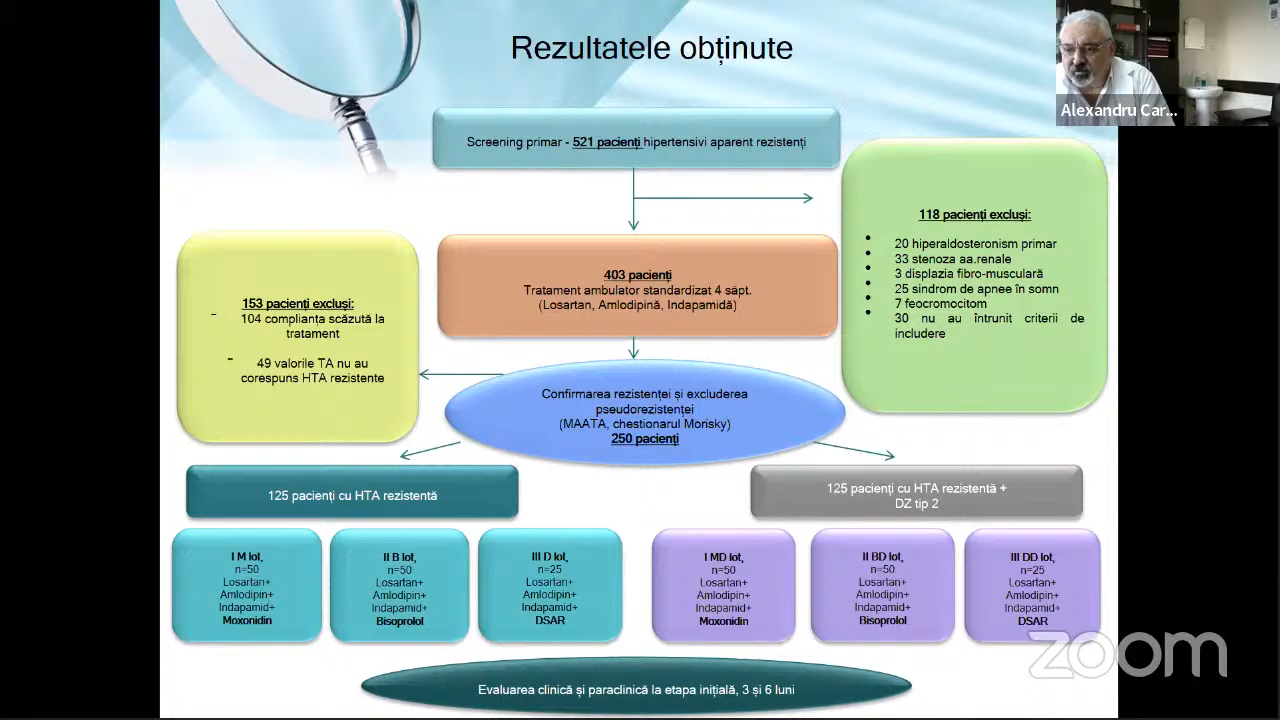 Rezultatele obținute
Alexandru Car...
Screening primar - 521 pacienți hipertensivi aparent rezistenți
118 pacienți excluși:
• 20 hiperaldosteronism primar
• 33 stenoza aa.renale
• 3 displazia fibro-musculară
• 25 sindrom de apnee în somn
• 7 feocromocitom
• 30 nu au întrunit criterii de
includere
403 pacienți
Tratament ambulator standardizat 4 săpt.
(Losartan, Amlodipină, Indapamidă)
153 pacienți excluși:
- 104 complianța scăzută la
tratament
- 49 valorile TA nu au
corespuns HTA rezistente
Confirmarea rezistenței și excluderea
pseudorezistenței
(MAATA, chestionarul Morisky)
250 pacienți
125 pacienți cu HTA rezistentă
125 pacienți cu HTA rezistentă +
DZ tip 2
I M lot,
n=50
Losartan+
Amlodipin+
Indapamid+
Moxonidin
II B lot,
n=50
Losartan+
Amlodipin+
Indapamid+
Bisoprolol
III D lot,
n=25
Losartan+
Amlodipin+
Indapamid+
DSAR
I MD lot,
n=50
Losartan+
Amlodipin+
Indapamid+
Moxonidin
II BD lot,
n=50
Losartan+
Amlodipin+
Indapamid+
Bisoprolol
III DD lot,
n=25
Losartan+
Amlodipin+
Indapamid+
DSAR
Evaluarea clinică și paraclinică la etapa inițială, 3 și 6 luni
zoom